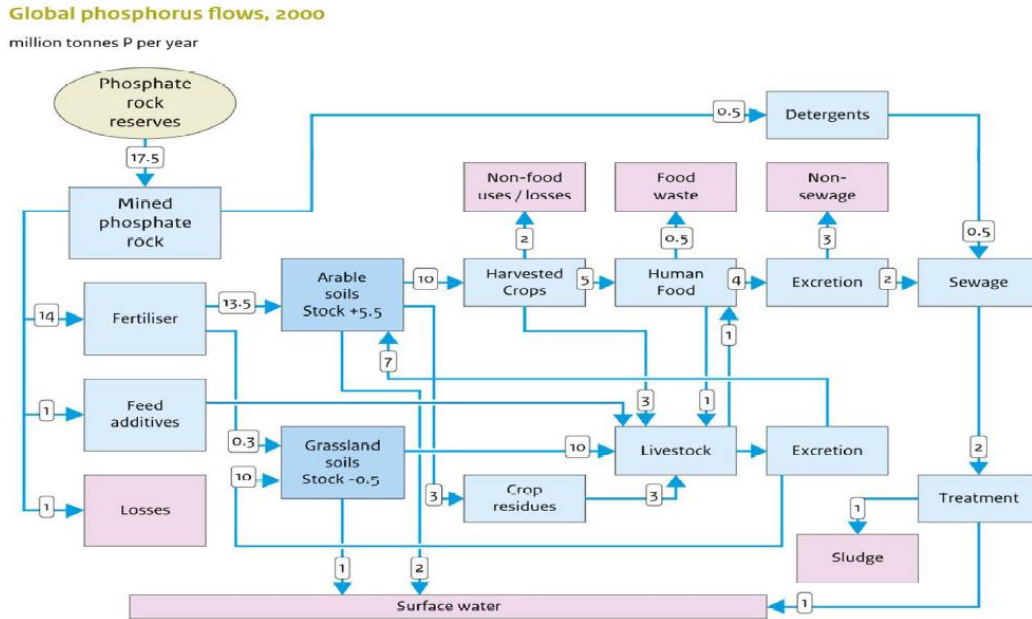 Global phosphorus flows, 2000
million tonnes P per year
Phosphate
rock
reserves
17.5
Mined
phosphate
rock
0.5
Detergents
Non-food
uses / losses
Food
waste
Non-
sewage
2
0.5
3
0.5
14
Fertiliser
13.5
Arable
soils
Stock +5.5
10
Harvested
Crops
5
Human
Food
4
Excretion
2
Sewage
7
1
1
Feed
additives
3
1
0.3
10
Grassland
soils
Stock -0.5
10
Livestock
Excretion
2
1
Losses
3
Crop
residues
3
Treatment
1
Sludge
1
2
Surface water
1